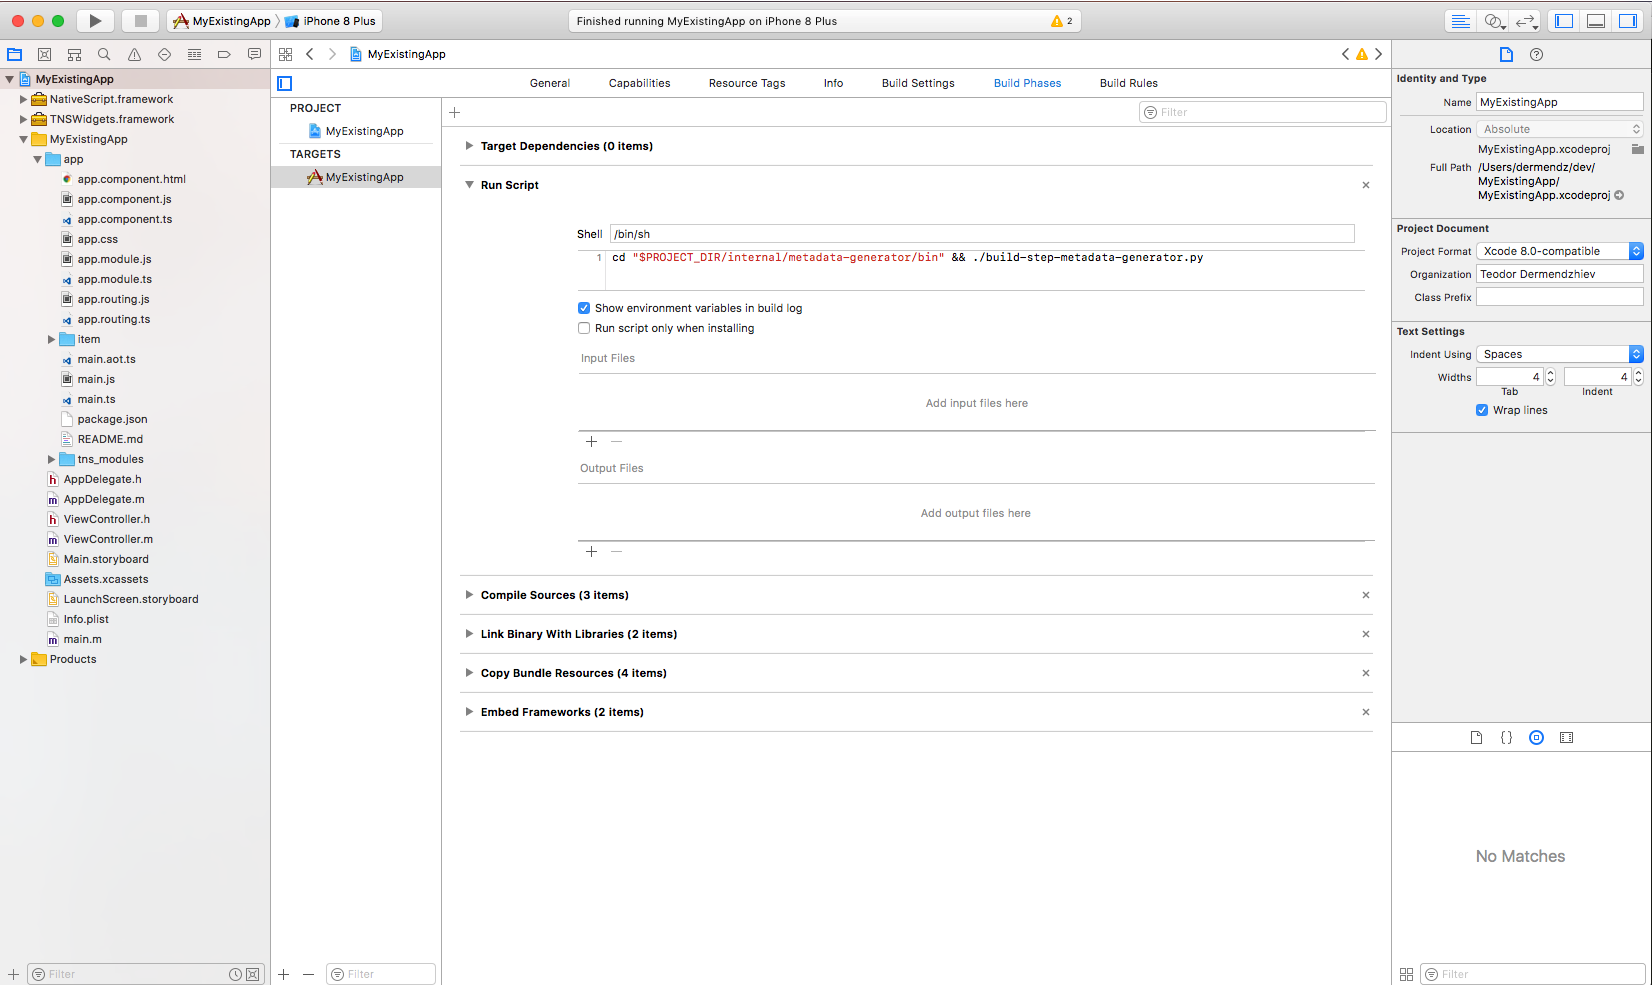 MyExistingApp
iPhone 8 Plus
Finished running MyExistingApp on iPhone 8 Plus
2
MyExistingApp
NativeScript.framework
TNSWidgets.framework
MyExistingApp
app
app.component.html
app.component.js
app.component.ts
app.css
app.module.js
app.module.ts
app.routing.js
app.routing.ts
item
main.aot.ts
main.js
main.ts
package.json
README.md
tns_modules
AppDelegate.h
AppDelegate.m
ViewController.h
ViewController.m
Main.storyboard
Assets.xcassets
LaunchScreen.storyboard
Info.plist
main.m
Products
Filter
MyExistingApp
General
Capabilities
Resource Tags
Info
Build Settings
Build Phases
Build Rules
PROJECT
MyExistingApp
TARGETS
MyExistingApp
Filter
Filter
Target Dependencies (0 items)
Run Script
Shell /bin/sh
1 cd "$PROJECT_DIR/internal/metadata-generator/bin" && ./build-step-metadata-generator.py
Show environment variables in build log
Run script only when installing
Input Files
Add input files here
Output Files
Add output files here
Compile Sources (3 items)
Link Binary With Libraries (2 items)
Copy Bundle Resources (4 items)
Embed Frameworks (2 items)
Identity and Type
Name MyExistingApp
Location Absolute
MyExistingApp.xcodeproj
Full Path /Users/dermendz/dev/
MyExistingApp/
MyExistingApp.xcodeproj
Project Document
Project Format Xcode 8.0-compatible
Organization Teodor Dermendzhiev
Class Prefix
Text Settings
Indent Using Spaces
Widths 4 4
Tab Indent
Wrap lines
No Matches
Filter